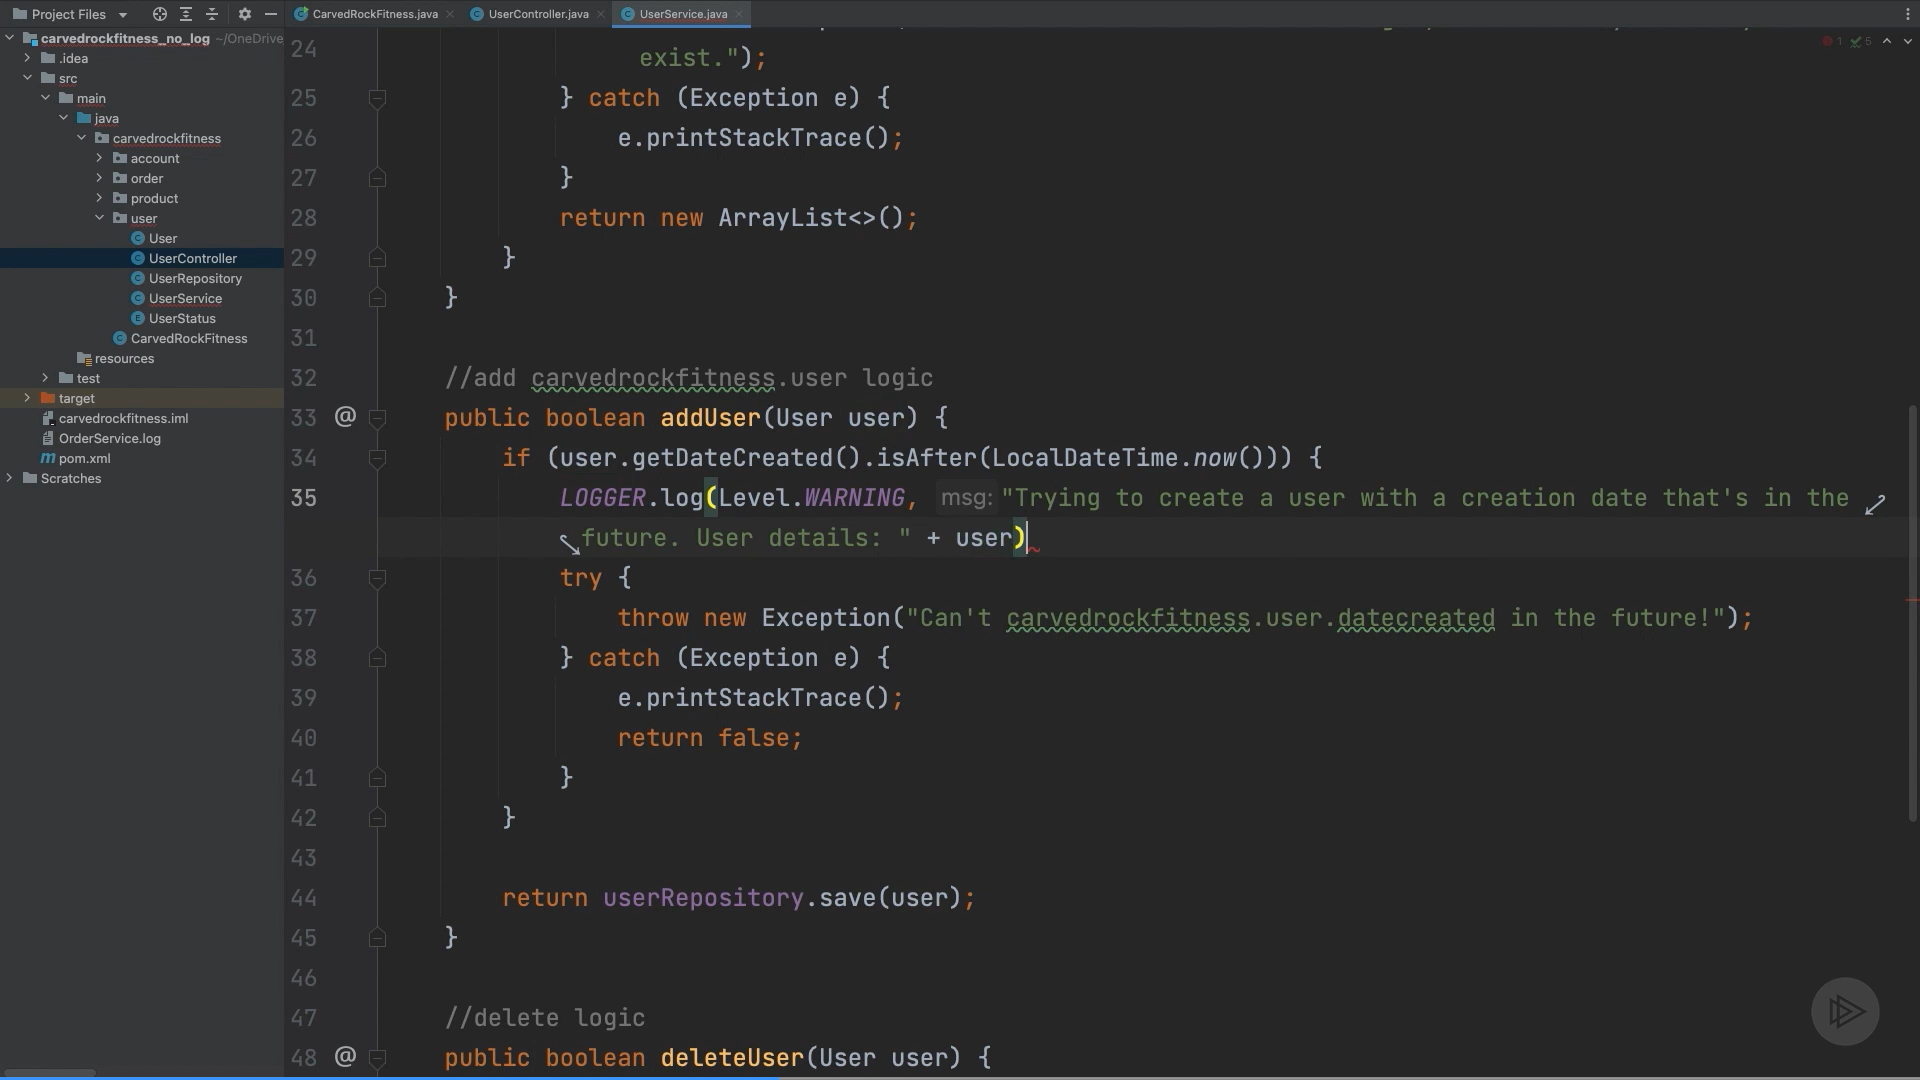 Project Files
CarvedRockFitness.java
UserController.java
UserService.java
carvedrockfitness_no_log ~/OneDrive
.idea
src
main
java
carvedrockfitness
account
order
product
user
User
UserController
UserRepository
UserService
UserStatus
CarvedRockFitness
resources
test
target
carvedrockfitness.iml
OrderService.log
pom.xml
Scratches
1 5
24 exist.");
25 } catch (Exception e) {
26 e.printStackTrace();
27 }
28 return new ArrayList<>();
29 }
30 }
31
32 //add carvedrockfitness.user logic
33 @ public boolean addUser(User user) {
34 if (user.getDateCreated().isAfter(LocalDateTime.now())) {
35 LOGGER.log(Level.WARNING, msg: "Trying to create a user with a creation date that's in the
future. User details: " + user)
36 try {
37 throw new Exception("Can't carvedrockfitness.user.datecreated in the future!");
38 } catch (Exception e) {
39 e.printStackTrace();
40 return false;
41 }
42 }
43
44 return userRepository.save(user);
45 }
46
47 //delete logic
48 @ public boolean deleteUser(User user) {